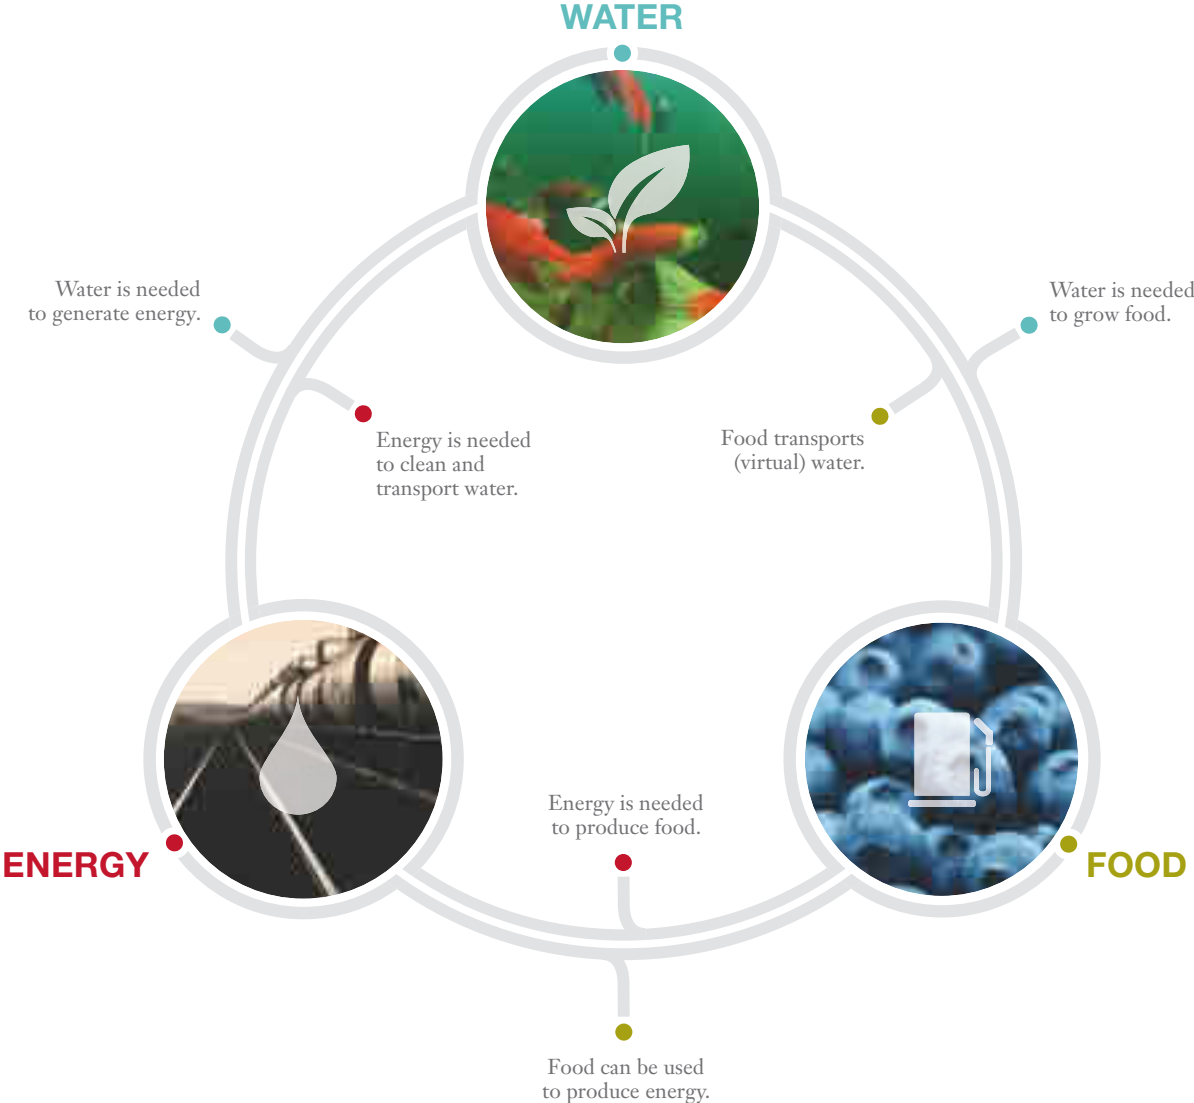 WATER
Water is needed
to generate energy.
Water is needed
to grow food.
Energy is needed
to clean and
transport water.
Food transports
(virtual) water.
Energy is needed
to produce food.
ENERGY
FOOD
Food can be used
to produce energy.